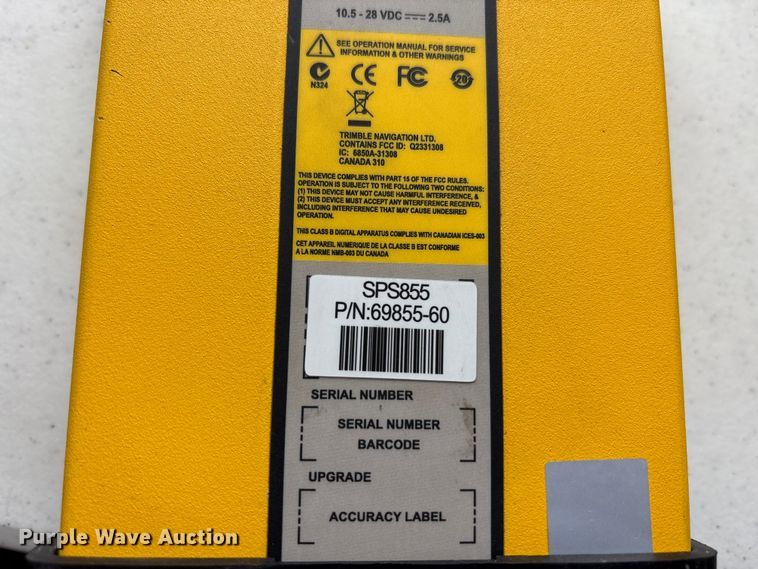 10.5 - 28 VDC ⎓ 2.5A
SEE OPERATION MANUAL FOR SERVICE
INFORMATION & OTHER WARNINGS
N324
CE FC 20
TRIMBLE NAVIGATION LTD.
CONTAINS FCC ID: Q2331308
IC: 6850A-31308
CANADA 310
THIS DEVICE COMPLIES WITH PART 15 OF THE FCC RULES.
OPERATION IS SUBJECT TO THE FOLLOWING TWO CONDITIONS:
(1) THIS DEVICE MAY NOT CAUSE HARMFUL INTERFERENCE, &
(2) THIS DEVICE MUST ACCEPT ANY INTERFERENCE RECEIVED,
INCLUDING INTERFERENCE THAT MAY CAUSE UNDESIRED
OPERATION.
THIS CLASS B DIGITAL APPARATUS COMPLIES WITH CANADIAN ICES-003
CET APPAREIL NUMERIQUE DE LA CLASSE B EST CONFORME
A LA NORME NMB-003 DU CANADA
SPS855
P/N:69855-60
SERIAL NUMBER
SERIAL NUMBER
BARCODE
UPGRADE
ACCURACY LABEL
Purple Wave Auction